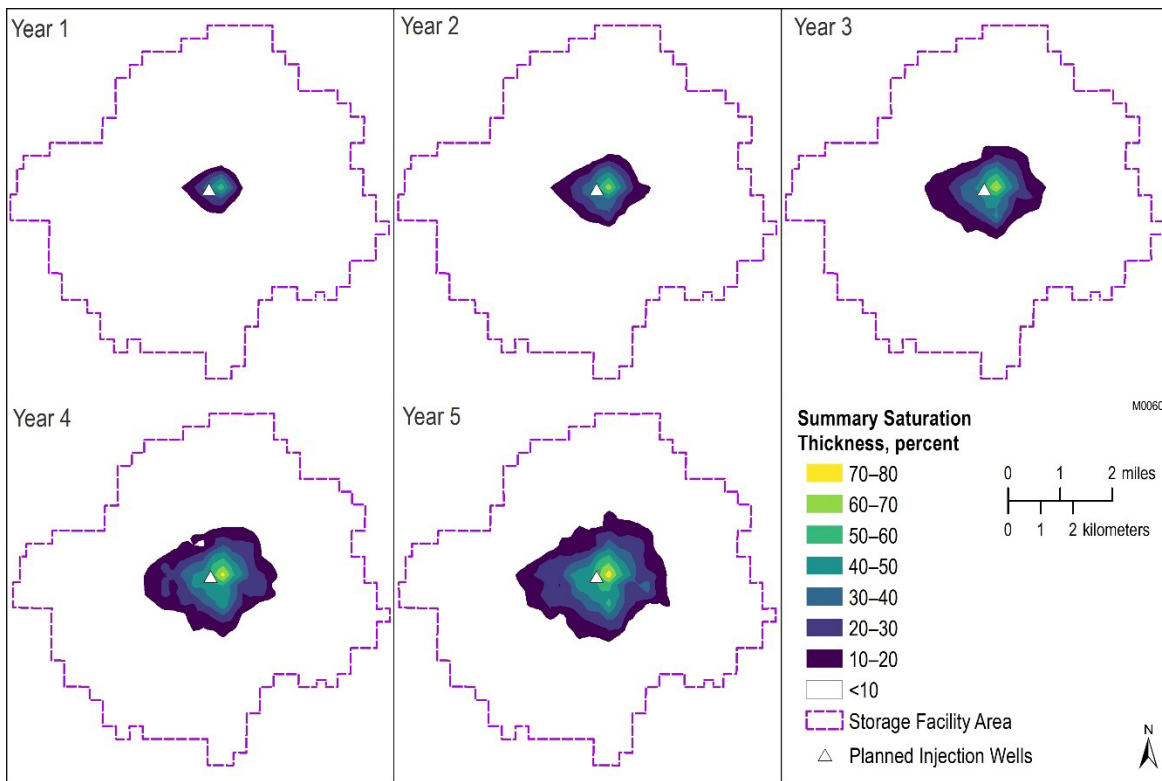 Year 1
Year 2
Year 3
Year 4
Year 5
M0060
Summary Saturation
Thickness, percent
70–80
60–70
50–60
40–50
30–40
20–30
10–20
<10
Storage Facility Area
Planned Injection Wells
0 1 2 miles
0 1 2 kilometers
N